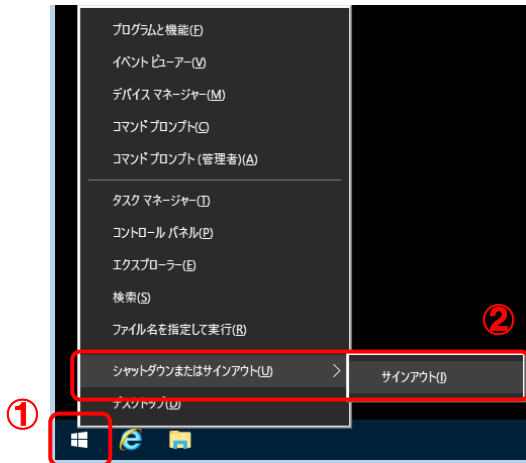 プログラムと機能(F)
イベント ビューアー(V)
デバイス マネージャー(M)
コマンド プロンプト(C)
コマンド プロンプト (管理者)(A)
タスク マネージャー(T)
コントロール パネル(P)
エクスプローラー(E)
検索(S)
ファイル名を指定して実行(R)
②
シャットダウンまたはサインアウト(U)
サインアウト(I)
デスクトップ(D)
①